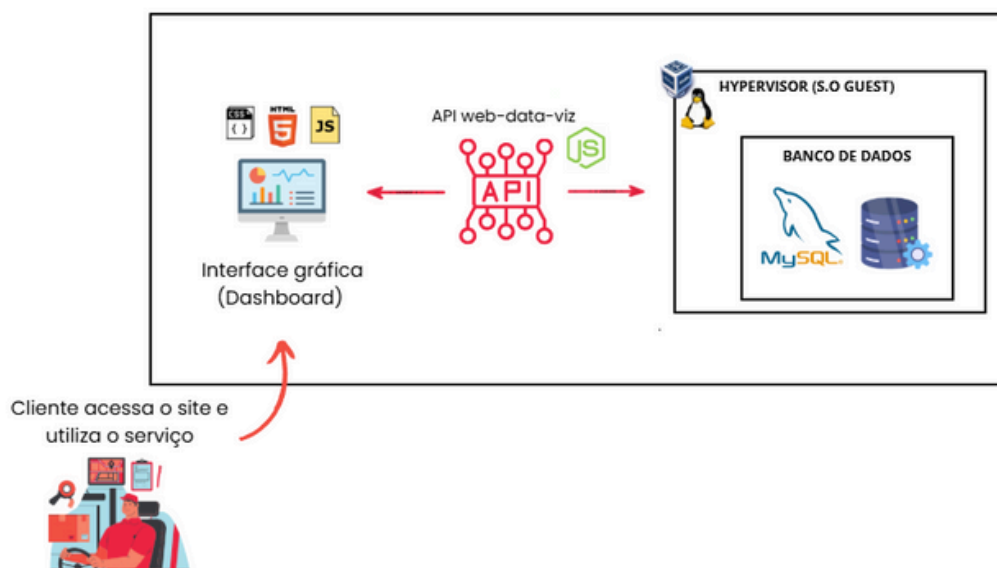 HYPERVISOR (S.O GUEST)
API web-data-viz
CSS
{ }
HTML
5
JS
JS
BANCO DE DADOS
API
MySQL
Interface gráfica
(Dashboard)
Cliente acessa o site e
utiliza o serviço